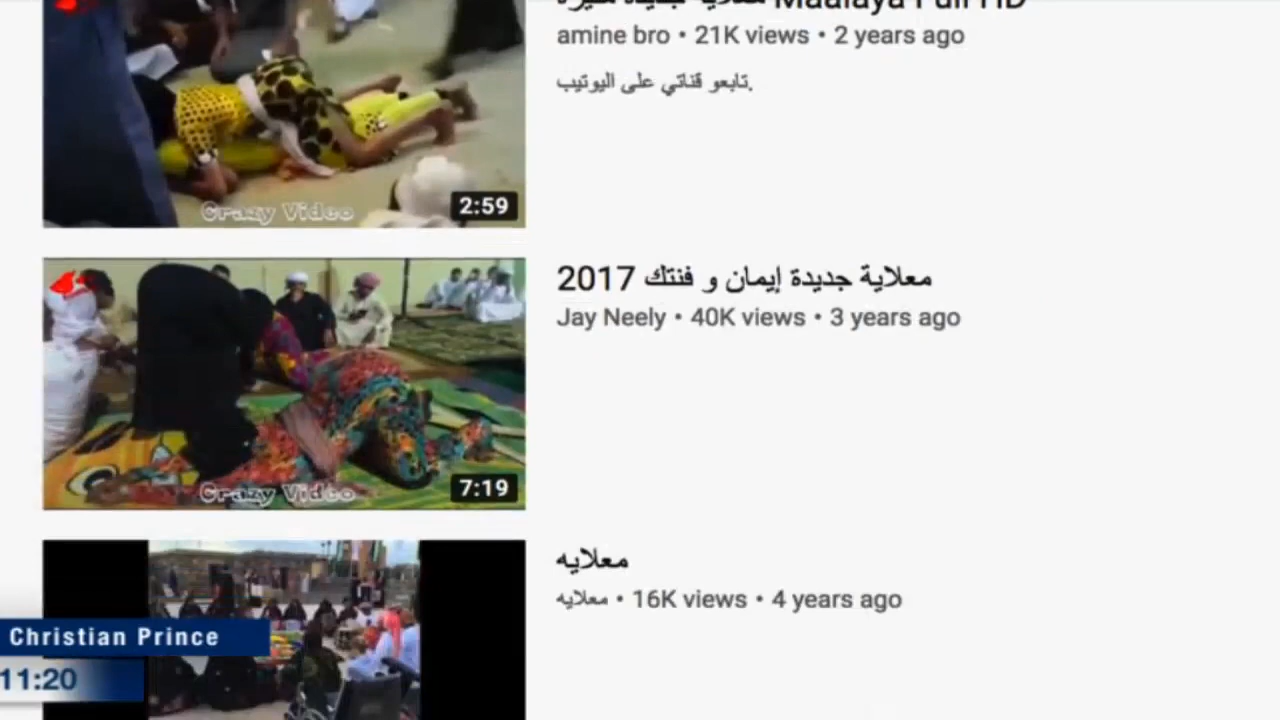 Maalaya Full HD
amine bro • 21K views • 2 years ago
تابعو قناتي على اليوتيب.
Crazy Video
2:59
معلاية جديدة إيمان و فنتك 2017
Jay Neely • 40K views • 3 years ago
Crazy Video
7:19
معلايه
معلايه • 16K views • 4 years ago
Christian Prince
11:20